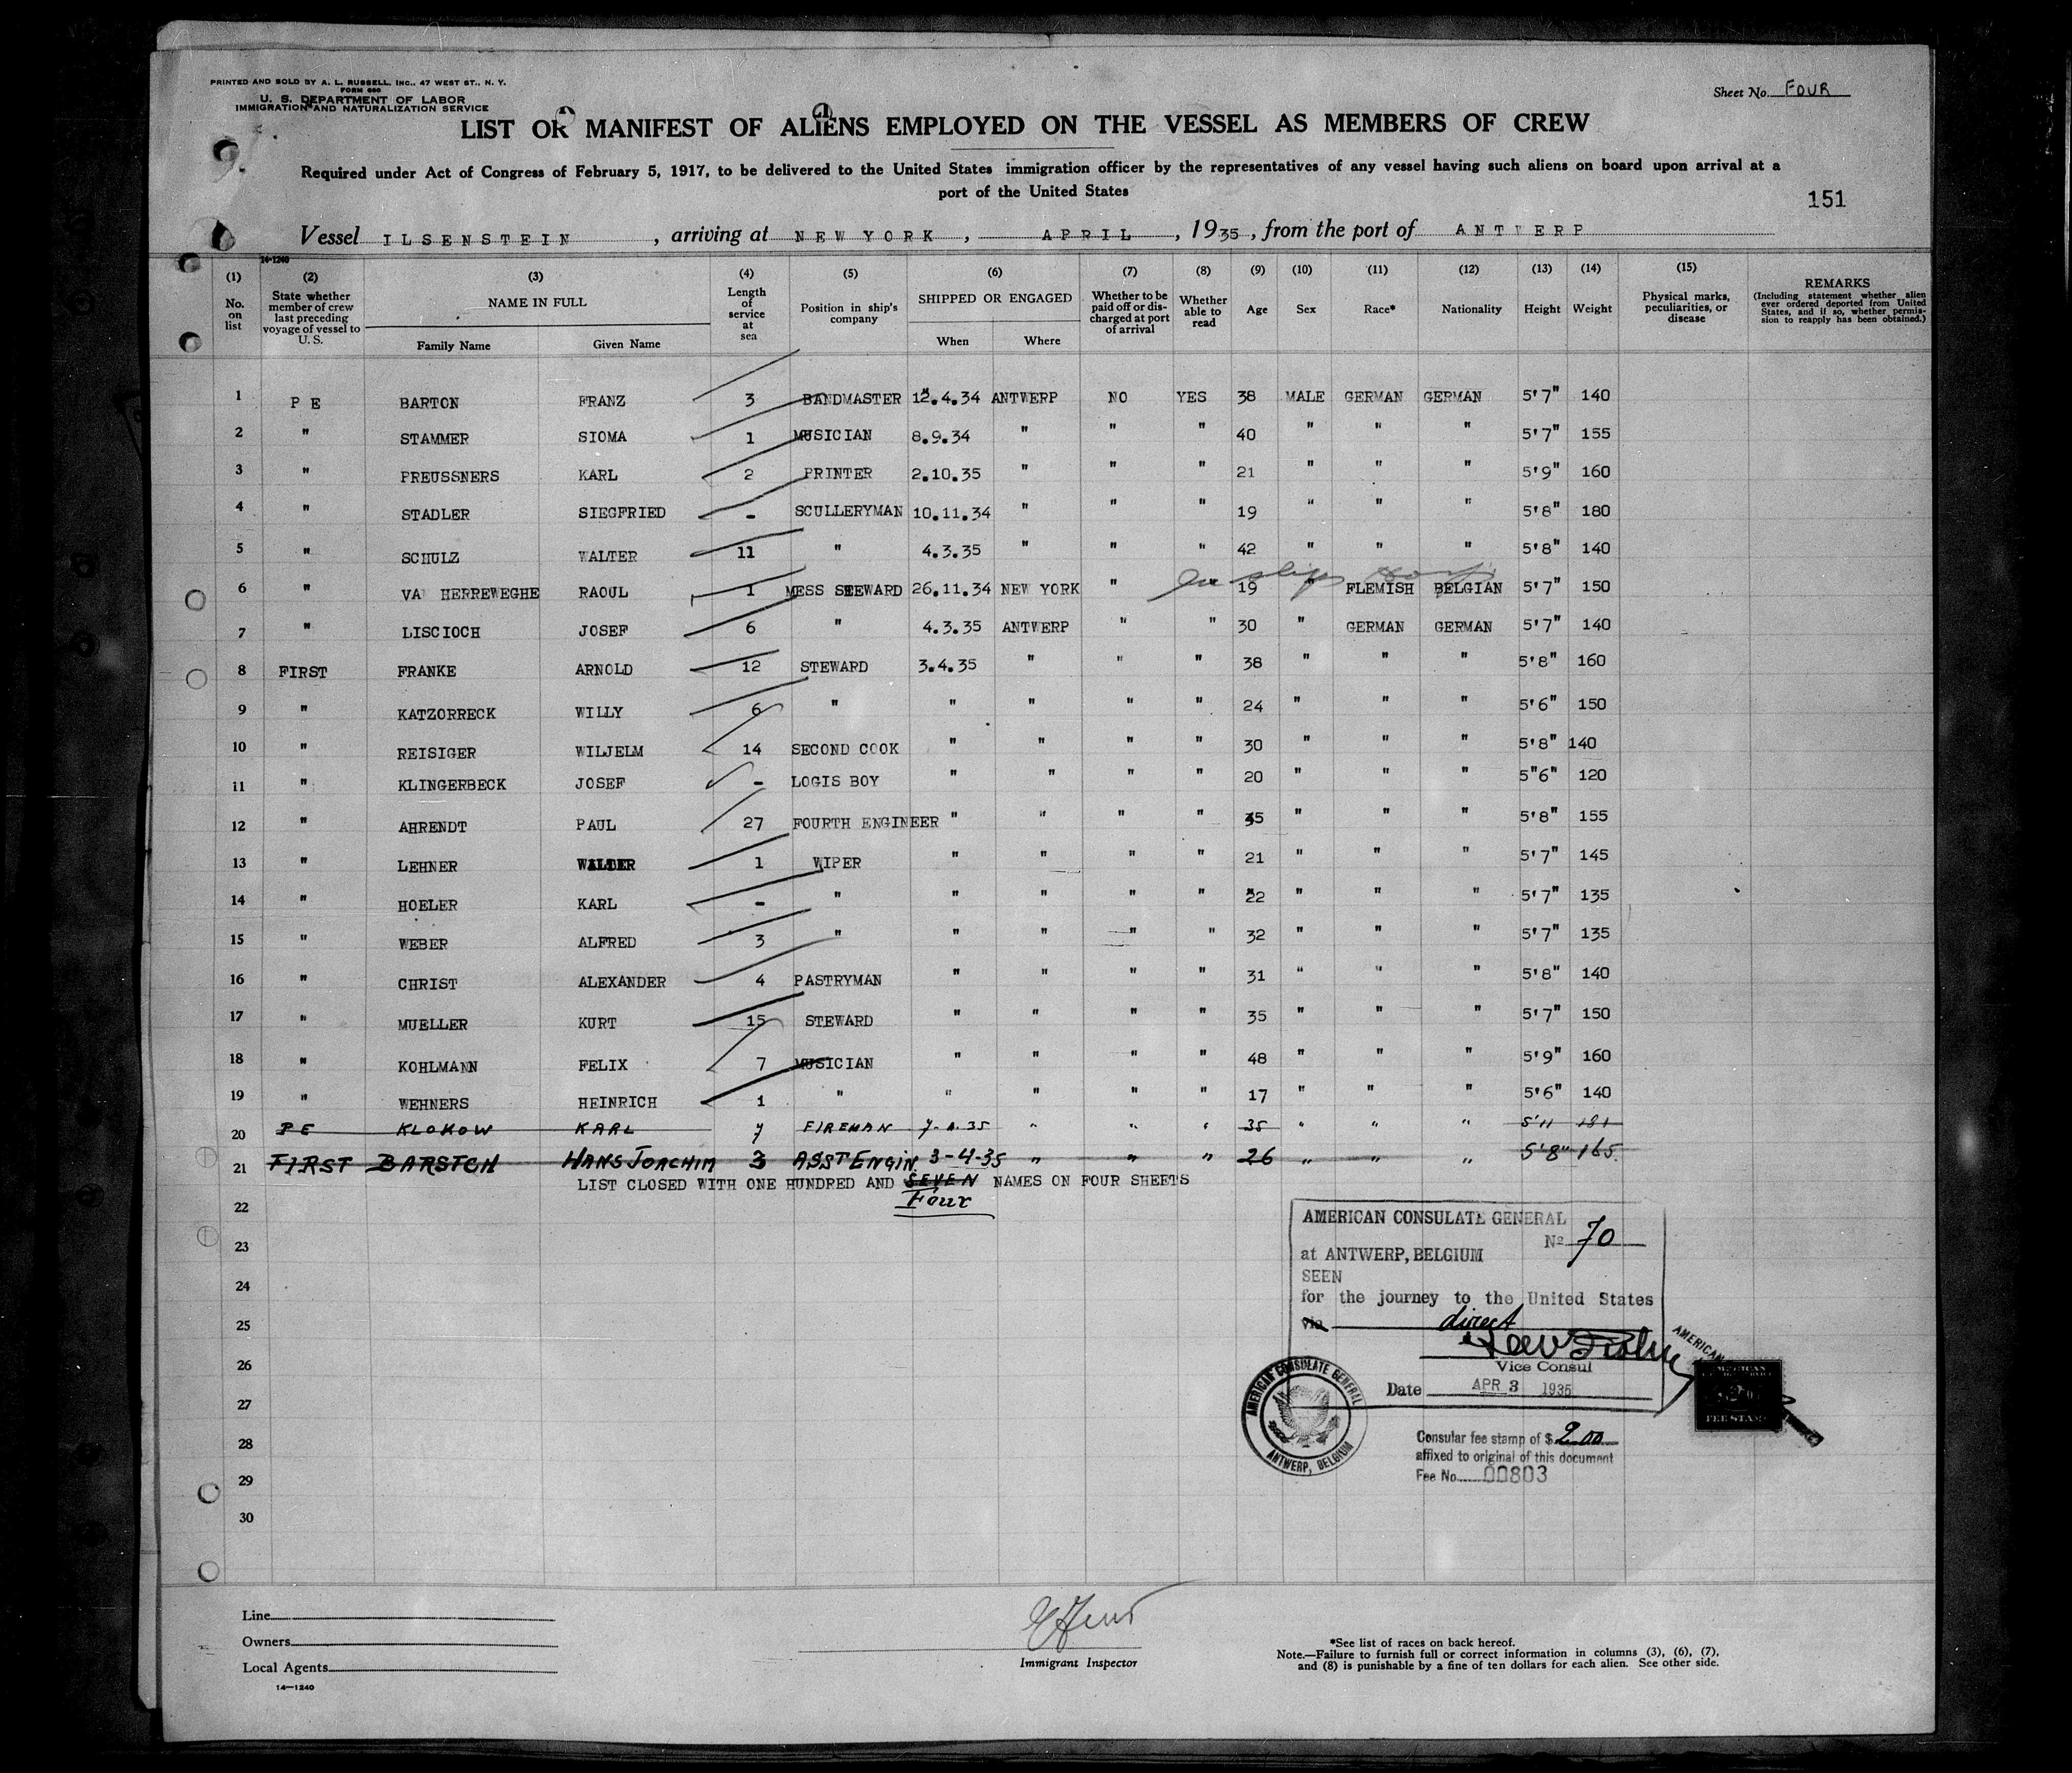 PRINTED AND SOLD BY A. L. RUSSELL, INC., 47 WEST ST., N. Y.
FORM 680
U. S. DEPARTMENT OF LABOR
IMMIGRATION AND NATURALIZATION SERVICE
Sheet No. FOUR
LIST OR MANIFEST OF ALIENS EMPLOYED ON THE VESSEL AS MEMBERS OF CREW
Required under Act of Congress of February 5, 1917, to be delivered to the United States immigration officer by the representatives of any vessel having such aliens on board upon arrival at a
port of the United States
151
Vessel ILSENSTEIN, arriving at NEW YORK, APRIL, 1935, from the port of ANTWERP
14-1240
(1) (2) (3) (4) (5) (6) (7) (8) (9) (10) (11) (12) (13) (14) (15)
No. on list | State whether member of crew last preceding voyage of vessel to U. S. | NAME IN FULL | Length of service at sea | Position in ship's company | SHIPPED OR ENGAGED | Whether to be paid off or discharged at port of arrival | Whether able to read | Age | Sex | Race* | Nationality | Height | Weight | Physical marks, peculiarities, or disease | REMARKS (Including statement whether alien ever ordered deported from United States, and if so, whether permission to reapply has been obtained.)
Family Name | Given Name | When | Where
1 P E BARTON FRANZ 3 BANDMASTER 12.4.34 ANTWERP NO YES 38 MALE GERMAN GERMAN 5'7" 140
2 " STAMMER SIOMA 1 MUSICIAN 8.9.34 " " " 40 " " " 5'7" 155
3 " PREUSSNERS KARL 2 PRINTER 2.10.35 " " " 21 " " " 5'9" 160
4 " STADLER SIEGFRIED - SCULLERYMAN 10.11.34 " " " 19 " " " 5'8" 180
5 " SCHULZ WALTER 11 " 4.3.35 " " " 42 " " " 5'8" 140
6 " VA HERREWEGHE RAOUL 1 MESS STEWARD 26.11.34 NEW YORK " 19 " FLEMISH BELGIAN 5'7" 150
7 " LISCIOCH JOSEF 6 " 4.3.35 ANTWERP " " 30 " GERMAN GERMAN 5'7" 140
8 FIRST FRANKE ARNOLD 12 STEWARD 3.4.35 " " " 38 " " " 5'8" 160
9 " KATZORRECK WILLY 6 " " " " " 24 " " " 5'6" 150
10 " REISIGER WILJELM 14 SECOND COOK " " " " 30 " " " 5'8" 140
11 " KLINGERBECK JOSEF - LOGIS BOY " " " " 20 " " " 5"6" 120
12 " AHRENDT PAUL 27 FOURTH ENGINEER " " " " 35 " " " 5'8" 155
13 " LEHNER WALTER 1 WIPER " " " " 21 " " " 5'7" 145
14 " HOELER KARL - " " " " " 22 " " " 5'7" 135
15 " WEBER ALFRED 3 " " " " " 32 " " " 5'7" 135
16 " CHRIST ALEXANDER 4 PASTRYMAN " " " " 31 " " " 5'8" 140
17 " MUELLER KURT 15 STEWARD " " " " 35 " " " 5'7" 150
18 " KOHLMANN FELIX 7 MUSICIAN " " " " 48 " " " 5'9" 160
19 " WEHNERS HEINRICH 1 " " " " " 17 " " " 5'6" 140
20 PE KLOKOW KARL 7 FIREMAN " " " 35 " " " 5'11 181
21 FIRST BARSTCH HANS JOACHIM 3 ASST ENGIN. 3-4-35 " " " 26 " " " 5'8" 165.
LIST CLOSED WITH ONE HUNDRED AND SEVEN NAMES ON FOUR SHEETS
Four
22
23
24
25
26
27
28
29
30
AMERICAN CONSULATE GENERAL
No 70
at ANTWERP, BELGIUM
SEEN
for the journey to the United States
via direct
Vice Consul
Date APR 3 1935
AMERICAN CONSULATE GENERAL
ANTWERP, BELGIUM
AMERICAN
FEE STAMP
Consular fee stamp of $ 2.00
affixed to original of this document
Fee No. 00803
Line
Owners
Local Agents
14—1240
Immigrant Inspector
*See list of races on back hereof.
Note.—Failure to furnish full or correct information in columns (3), (6), (7),
and (8) is punishable by a fine of ten dollars for each alien. See other side.